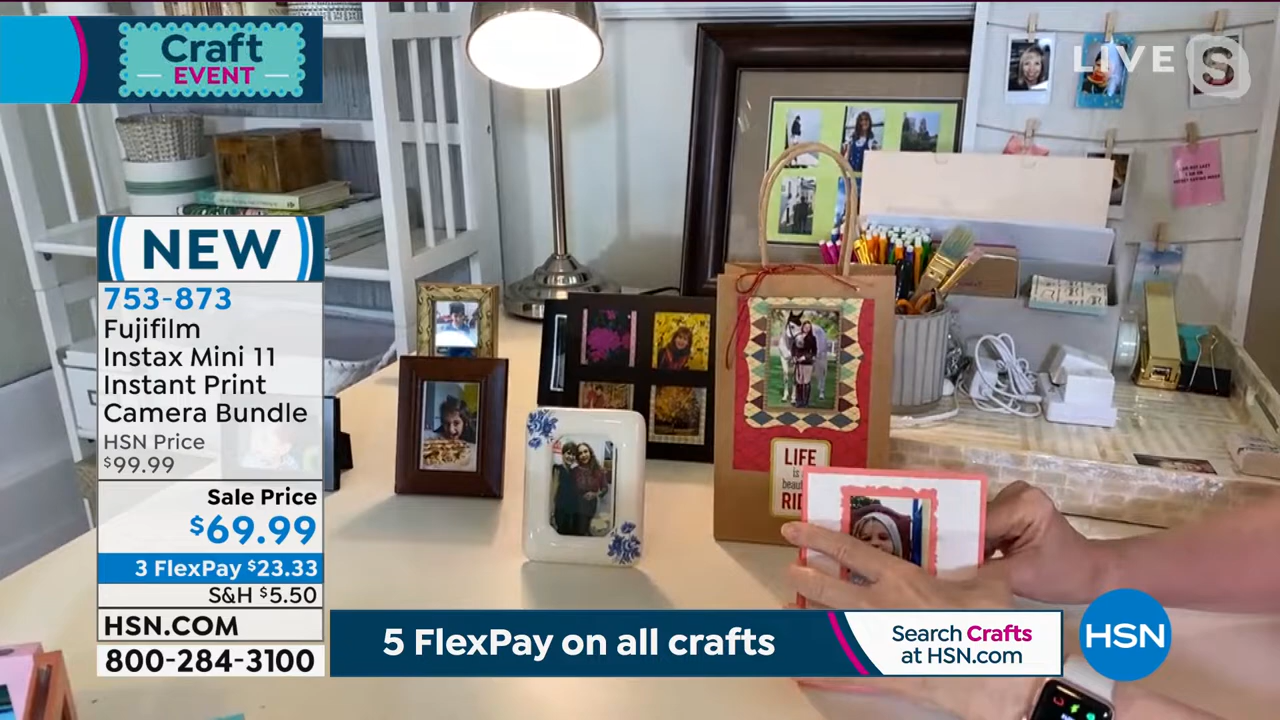 Craft
EVENT
LIVE S
NEW
753-873
Fujifilm
Instax Mini 11
Instant Print
Camera Bundle
HSN Price
$99.99
Sale Price
$69.99
3 FlexPay $23.33
S&H $5.50
HSN.COM
800-284-3100
LIFE
5 FlexPay on all crafts
Search Crafts
at HSN.com
HSN